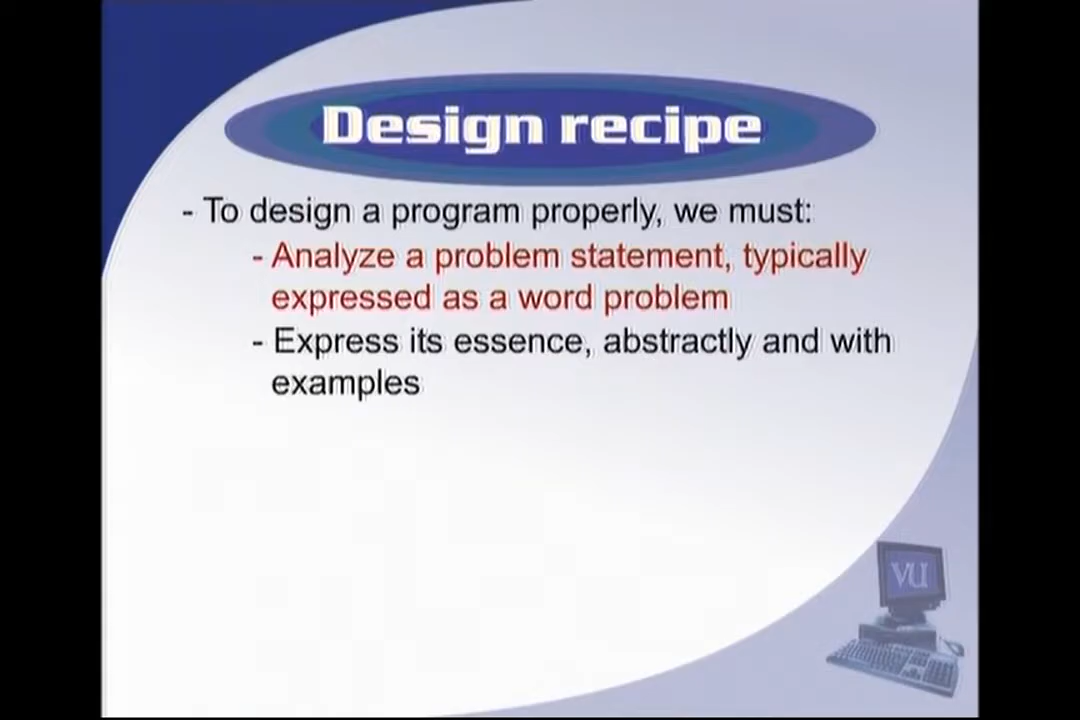 Design recipe
- To design a program properly, we must:
- Analyze a problem statement, typically
expressed as a word problem
- Express its essence, abstractly and with
examples
VU